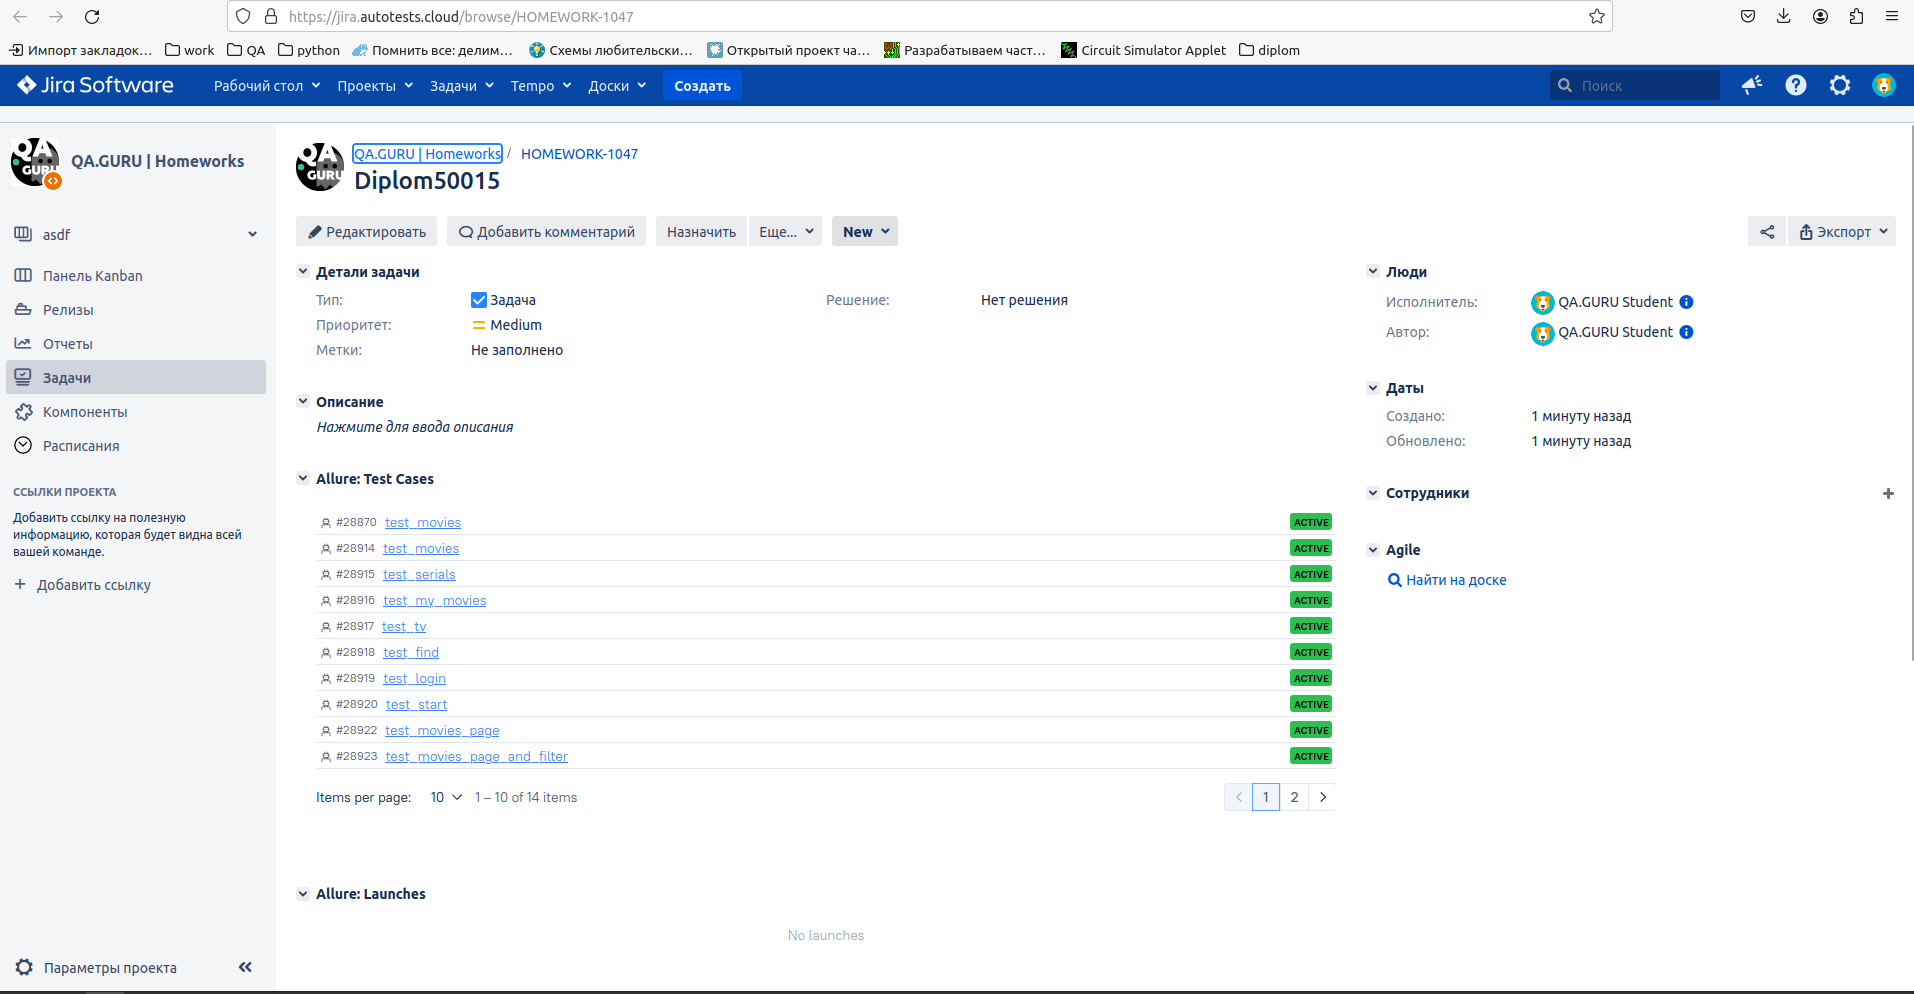 https://jira.autotests.cloud/browse/HOMEWORK-1047
Импорт закладок…
work
QA
python
Помнить все: делим…
Схемы любительски…
Открытый проект ча…
Разрабатываем част…
Circuit Simulator Applet
diplom
Jira Software
Рабочий стол
Проекты
Задачи
Tempo
Доски
Создать
Поиск
QA GURU
QA.GURU | Homeworks
asdf
Панель Kanban
Релизы
Отчеты
Задачи
Компоненты
Расписания
ССЫЛКИ ПРОЕКТА
Добавить ссылку на полезную
информацию, которая будет видна всей
вашей команде.
+ Добавить ссылку
Параметры проекта
QA GURU
QA.GURU | Homeworks / HOMEWORK-1047
Diplom50015
Редактировать
Добавить комментарий
Назначить
Еще...
New
Экспорт
Детали задачи
Тип: Задача
Решение: Нет решения
Приоритет: Medium
Метки: Не заполнено
Описание
Нажмите для ввода описания
Allure: Test Cases
#28870 test_movies ACTIVE
#28914 test_movies ACTIVE
#28915 test_serials ACTIVE
#28916 test_my_movies ACTIVE
#28917 test_tv ACTIVE
#28918 test_find ACTIVE
#28919 test_login ACTIVE
#28920 test_start ACTIVE
#28922 test_movies_page ACTIVE
#28923 test_movies_page_and_filter ACTIVE
Items per page: 10 1 – 10 of 14 items
1 2
Allure: Launches
No launches
Люди
Исполнитель: QA.GURU Student
Автор: QA.GURU Student
Даты
Создано: 1 минуту назад
Обновлено: 1 минуту назад
Сотрудники
Agile
Найти на доске